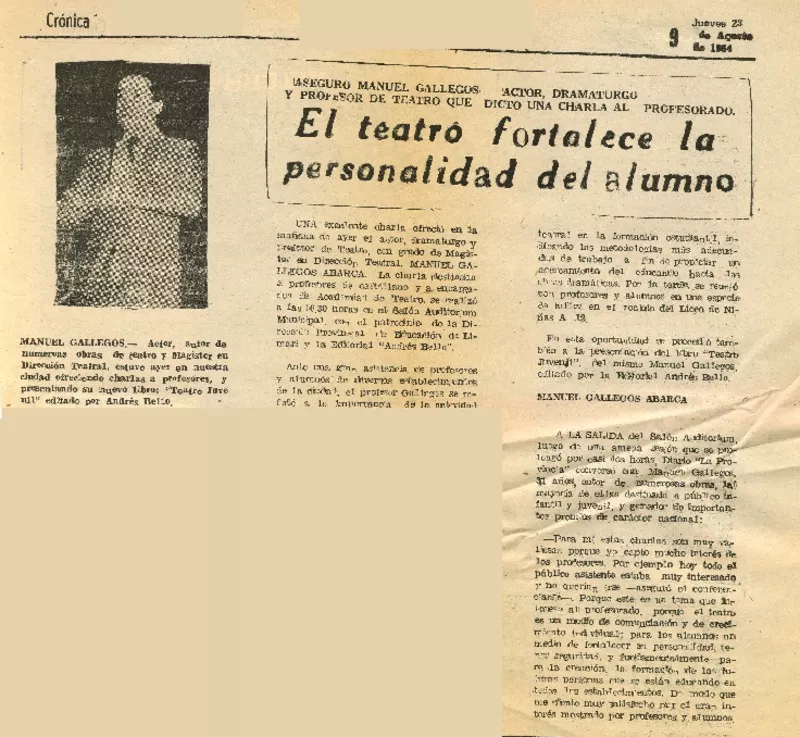 Crónica
9
Jueves 23
de Agosto
de 1984
ASEGURO MANUEL GALLEGOS ACTOR, DRAMATURGO
Y PROFESOR DE TEATRO QUE DICTO UNA CHARLA AL PROFESORADO.
El teatro fortalece la
personalidad del alumno
MANUEL GALLEGOS.— Actor, autor de
numerosas obras de teatro y Magister en
Dirección Teatral, estuvo ayer en nuestra
ciudad ofreciendo charlas a profesores, y
presentando su nuevo libro: "Teatro Juve
nil" editado por Andrés Bello.
UNA excelente charla ofreció en la
mañana de ayer el actor, dramaturgo y
profesor de Teatro, con grado de Magis-
ter en Dirección Teatral, MANUEL GA-
LLEGOS ABARCA. La charla destinada
a profesores de castellano y a encarga-
dos de Academias de Teatro, se realizó
a las 10,30 horas en el Salón Auditorium
Municipal, con el patrocinio de la Di-
rección Provincial de Educación de Li-
marí y la Editorial "Andrés Bello".
Ante una gran asistencia de profesores
y alumnos de diversos establecimientos
de la ciudad, el profesor Gallegos se re-
firió a la importancia de la actividad
teatral en la formación estudiantil, in-
dicando las metodologías más adecua-
das de trabajo a fin de propiciar un
acercamiento del educando hacia las
obras dramáticas. Por la tarde, se reunió
con profesores y alumnos en una especie
de en el recinto del Liceo de Ni-
ñas A-12.
En esta oportunidad se procedió tam-
bién a la presentación del libro "Teatro
Juvenil", del mismo Manuel Gallegos,
editado por la Editorial Andrés Bello.
MANUEL GALLEGOS ABARCA
A LA SALIDA del Salón Auditorium,
luego de una amena sesión que se pro-
longó por casi dos horas, Diario "La Pro-
vincia" conversó con Manuel Gallegos,
31 años, autor de numerosas obras, la
mayoría de ellas destinada a público in-
fantil y juvenil, y ganador de importan-
tes premios de carácter nacional:
—Para mí estas charlas son muy va-
liosas porque yo capto mucho interés de
los profesores. Por ejemplo hoy todo el
público asistente estaba muy interesado
y no querían irse —aseguró el conferen-
ciante—. Porque este es un tema que in-
teresa al profesorado, porque el teatro
es un medio de comunicación y de creci-
miento individual; para los alumnos un
medio de fortalecer su personalidad, te-
ner seguridad, y fundamentalmente pa-
ra la creación, la formación de las fu-
turas personas que se están educando en
todos los establecimientos. De modo que
me siento muy satisfecho por el gran in-
terés mostrado por profesores y alumnos